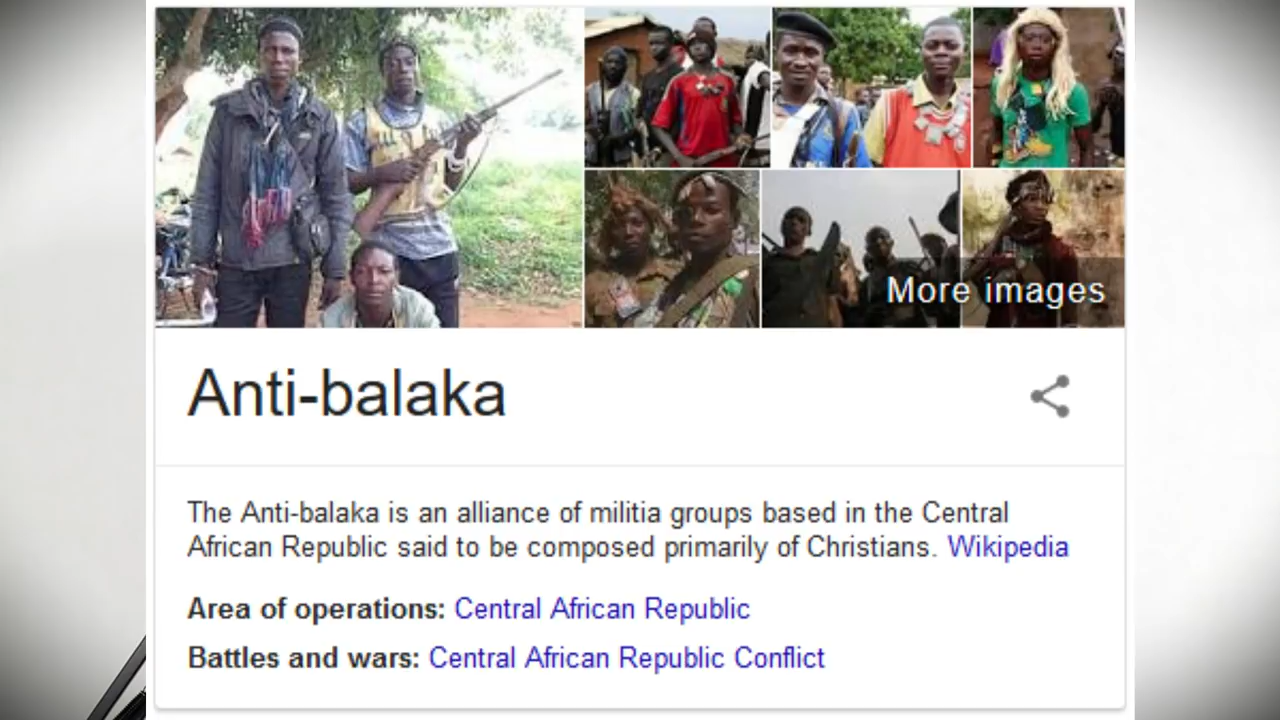 More images
Anti-balaka
The Anti-balaka is an alliance of militia groups based in the Central
African Republic said to be composed primarily of Christians. Wikipedia
Area of operations: Central African Republic
Battles and wars: Central African Republic Conflict